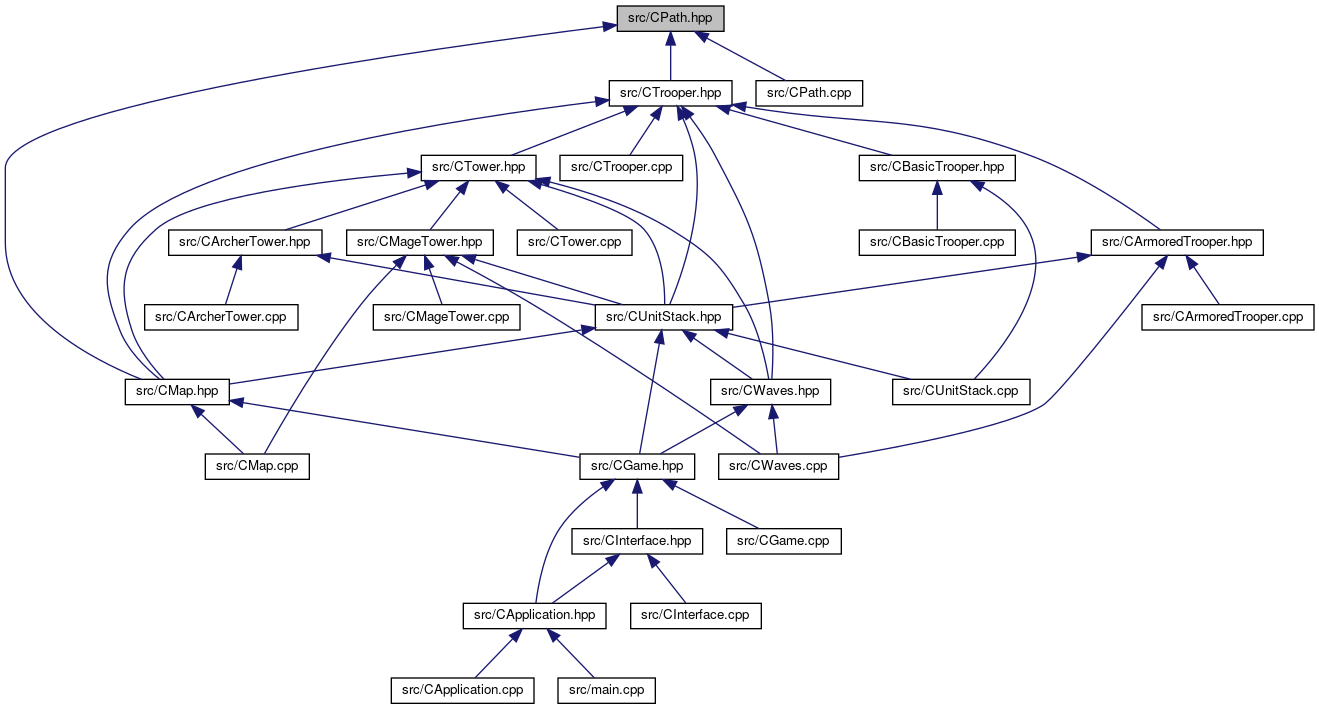 src/CPath.hpp
src/CTrooper.hpp
src/CPath.cpp
src/CTower.hpp
src/CTrooper.cpp
src/CBasicTrooper.hpp
src/CArcherTower.hpp
src/CMageTower.hpp
src/CTower.cpp
src/CBasicTrooper.cpp
src/CArmoredTrooper.hpp
src/CArcherTower.cpp
src/CMageTower.cpp
src/CUnitStack.hpp
src/CArmoredTrooper.cpp
src/CMap.hpp
src/CWaves.hpp
src/CUnitStack.cpp
src/CMap.cpp
src/CGame.hpp
src/CWaves.cpp
src/CInterface.hpp
src/CGame.cpp
src/CApplication.hpp
src/CInterface.cpp
src/CApplication.cpp
src/main.cpp